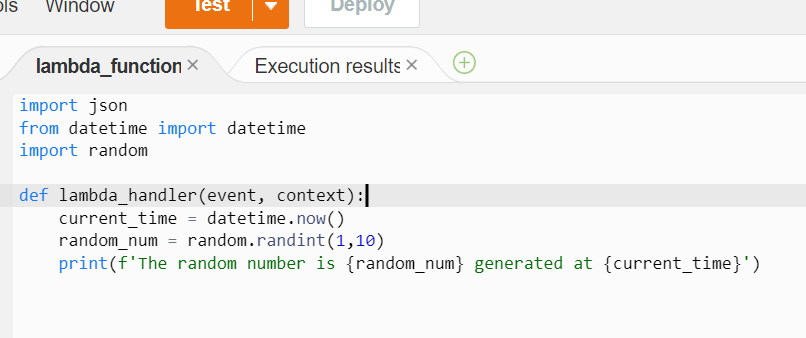 Window
Test
Deploy
lambda_function ×
Execution results ×
import json
from datetime import datetime
import random
def lambda_handler(event, context):
    current_time = datetime.now()
    random_num = random.randint(1,10)
    print(f'The random number is {random_num} generated at {current_time}')